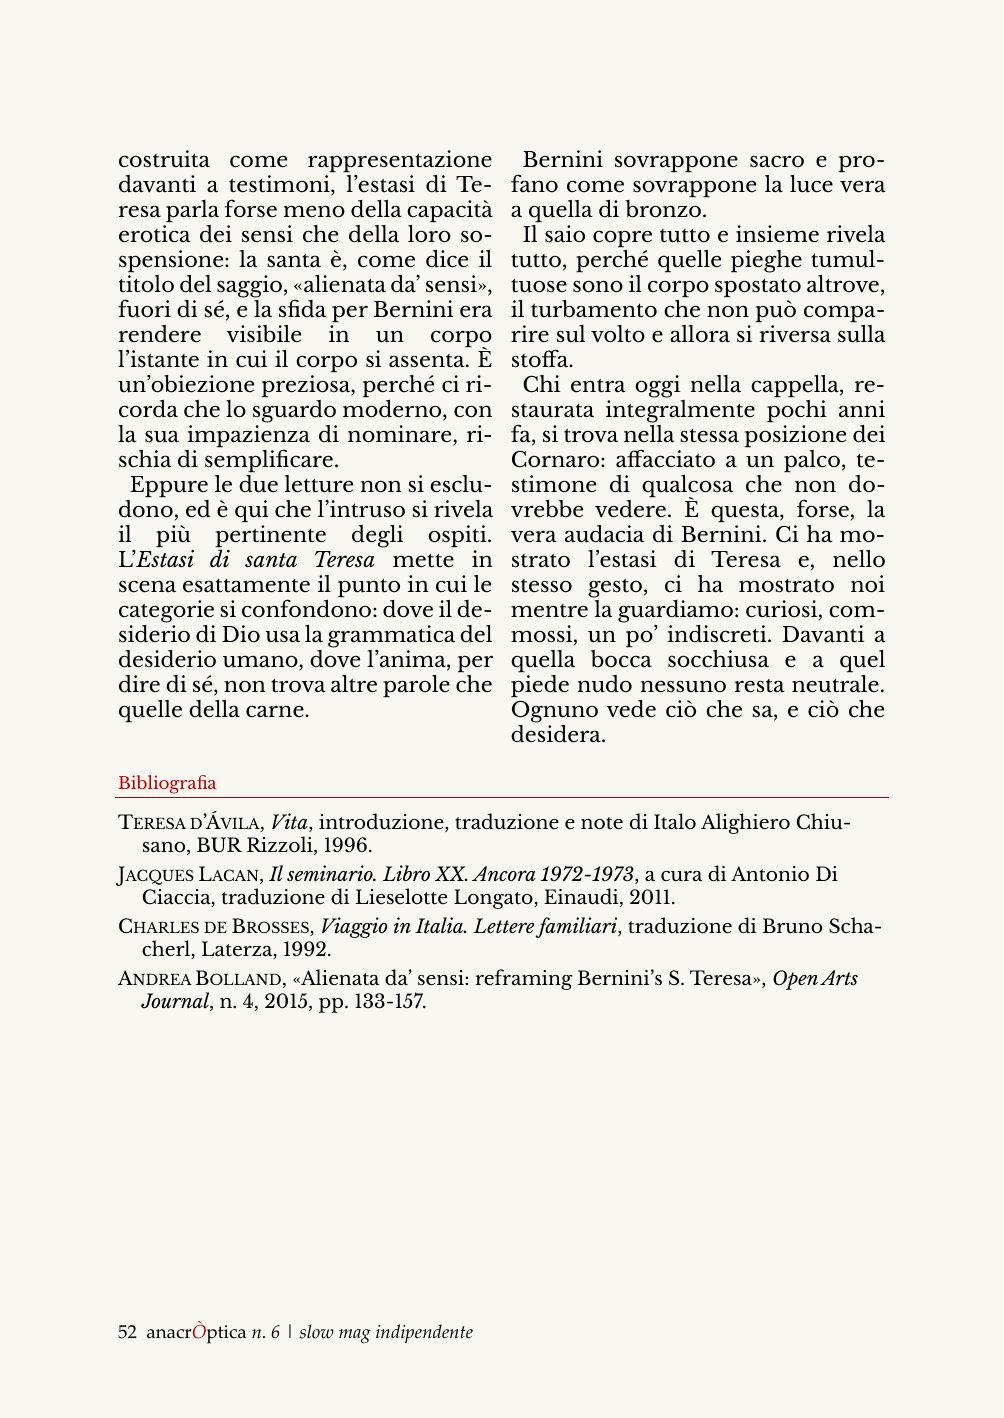 costruita come rappresentazione
davanti a testimoni, l’estasi di Te-
resa parla forse meno della capacità
erotica dei sensi che della loro so-
spensione: la santa è, come dice il
titolo del saggio, «alienata da’ sensi»,
fuori di sé, e la sfida per Bernini era
rendere visibile in un corpo
l’istante in cui il corpo si assenta. È
un’obiezione preziosa, perché ci ri-
corda che lo sguardo moderno, con
la sua impazienza di nominare, ri-
schia di semplificare.
Eppure le due letture non si esclu-
dono, ed è qui che l’intruso si rivela
il più pertinente degli ospiti.
L’Estasi di santa Teresa mette in
scena esattamente il punto in cui le
categorie si confondono: dove il de-
siderio di Dio usa la grammatica del
desiderio umano, dove l’anima, per
dire di sé, non trova altre parole che
quelle della carne.
Bernini sovrappone sacro e pro-
fano come sovrappone la luce vera
a quella di bronzo.
Il saio copre tutto e insieme rivela
tutto, perché quelle pieghe tumul-
tuose sono il corpo spostato altrove,
il turbamento che non può compa-
rire sul volto e allora si riversa sulla
stoffa.
Chi entra oggi nella cappella, re-
staurata integralmente pochi anni
fa, si trova nella stessa posizione dei
Cornaro: affacciato a un palco, te-
stimone di qualcosa che non do-
vrebbe vedere. È questa, forse, la
vera audacia di Bernini. Ci ha mo-
strato l’estasi di Teresa e, nello
stesso gesto, ci ha mostrato noi
mentre la guardiamo: curiosi, com-
mossi, un po’ indiscreti. Davanti a
quella bocca socchiusa e a quel
piede nudo nessuno resta neutrale.
Ognuno vede ciò che sa, e ciò che
desidera.
Bibliografia
TERESA D’ÁVILA, Vita, introduzione, traduzione e note di Italo Alighiero Chiu-
sano, BUR Rizzoli, 1996.
JACQUES LACAN, Il seminario. Libro XX. Ancora 1972-1973, a cura di Antonio Di
Ciaccia, traduzione di Lieselotte Longato, Einaudi, 2011.
CHARLES DE BROSSES, Viaggio in Italia. Lettere familiari, traduzione di Bruno Scha-
cherl, Laterza, 1992.
ANDREA BOLLAND, «Alienata da’ sensi: reframing Bernini’s S. Teresa», Open Arts
Journal, n. 4, 2015, pp. 133-157.
52 anacrÒptica n. 6 | slow mag indipendente